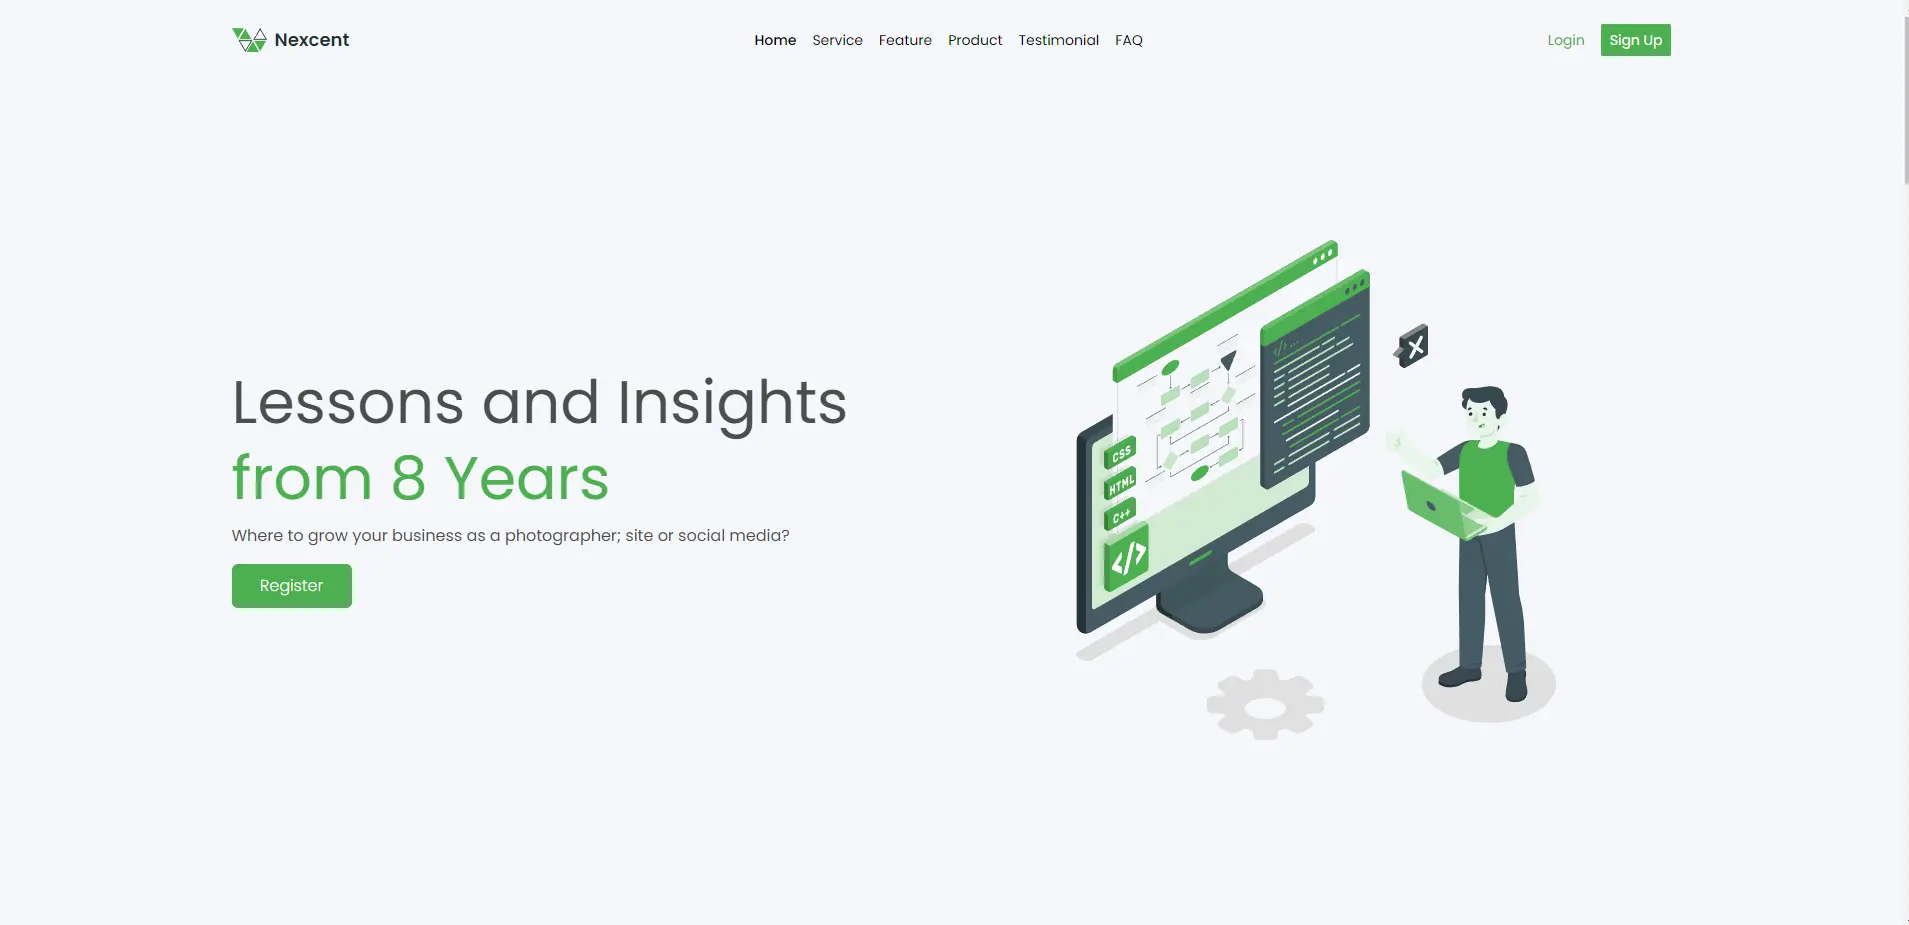 Nexcent
Home Service Feature Product Testimonial FAQ
Login Sign Up
Lessons and Insights
from 8 Years
Where to grow your business as a photographer; site or social media?
Register
CSS
HTML
C++
</>
</...
X